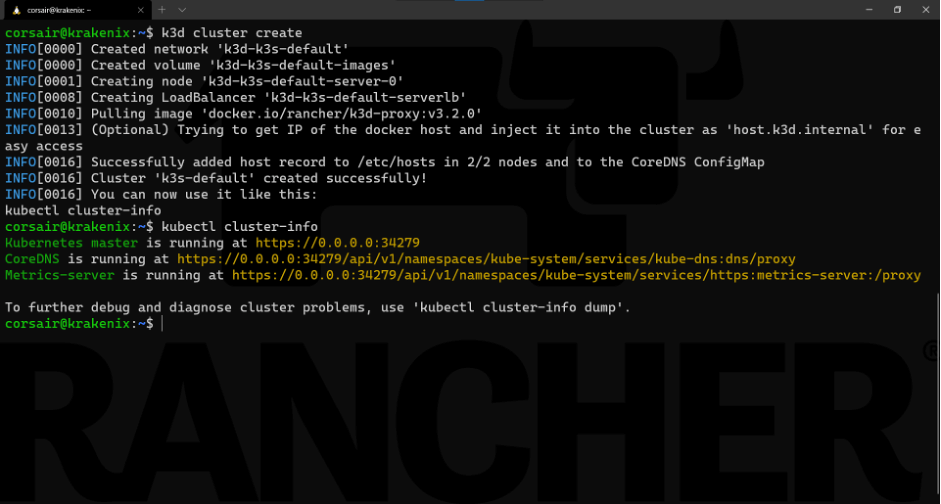 corsair@krakenix: ~
corsair@krakenix:~$ k3d cluster create
INFO[0000] Created network 'k3d-k3s-default'
INFO[0000] Created volume 'k3d-k3s-default-images'
INFO[0001] Creating node 'k3d-k3s-default-server-0'
INFO[0008] Creating LoadBalancer 'k3d-k3s-default-serverlb'
INFO[0010] Pulling image 'docker.io/rancher/k3d-proxy:v3.2.0'
INFO[0013] (Optional) Trying to get IP of the docker host and inject it into the cluster as 'host.k3d.internal' for e
asy access
INFO[0016] Successfully added host record to /etc/hosts in 2/2 nodes and to the CoreDNS ConfigMap
INFO[0016] Cluster 'k3s-default' created successfully!
INFO[0016] You can now use it like this:
kubectl cluster-info
corsair@krakenix:~$ kubectl cluster-info
Kubernetes master is running at https://0.0.0.0:34279
CoreDNS is running at https://0.0.0.0:34279/api/v1/namespaces/kube-system/services/kube-dns:dns/proxy
Metrics-server is running at https://0.0.0.0:34279/api/v1/namespaces/kube-system/services/https:metrics-server:/proxy
To further debug and diagnose cluster problems, use 'kubectl cluster-info dump'.
corsair@krakenix:~$
RANCHER®